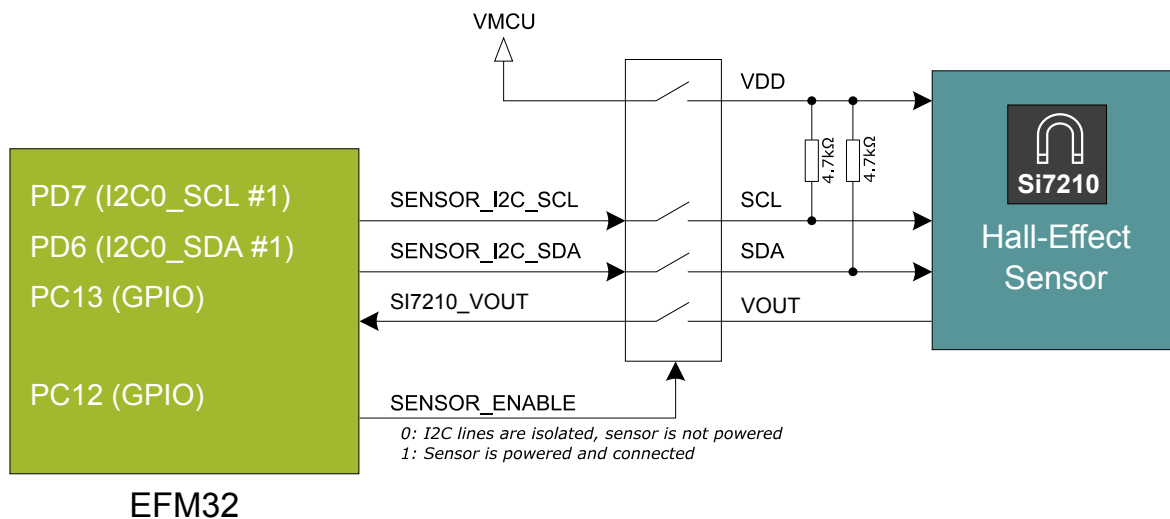 VMCU
VDD
4.7kΩ
4.7kΩ
Si7210
Hall-Effect
Sensor
PD7 (I2C0_SCL #1)
PD6 (I2C0_SDA #1)
PC13 (GPIO)
PC12 (GPIO)
SENSOR_I2C_SCL
SCL
SENSOR_I2C_SDA
SDA
SI7210_VOUT
VOUT
SENSOR_ENABLE
0: I2C lines are isolated, sensor is not powered
1: Sensor is powered and connected
EFM32